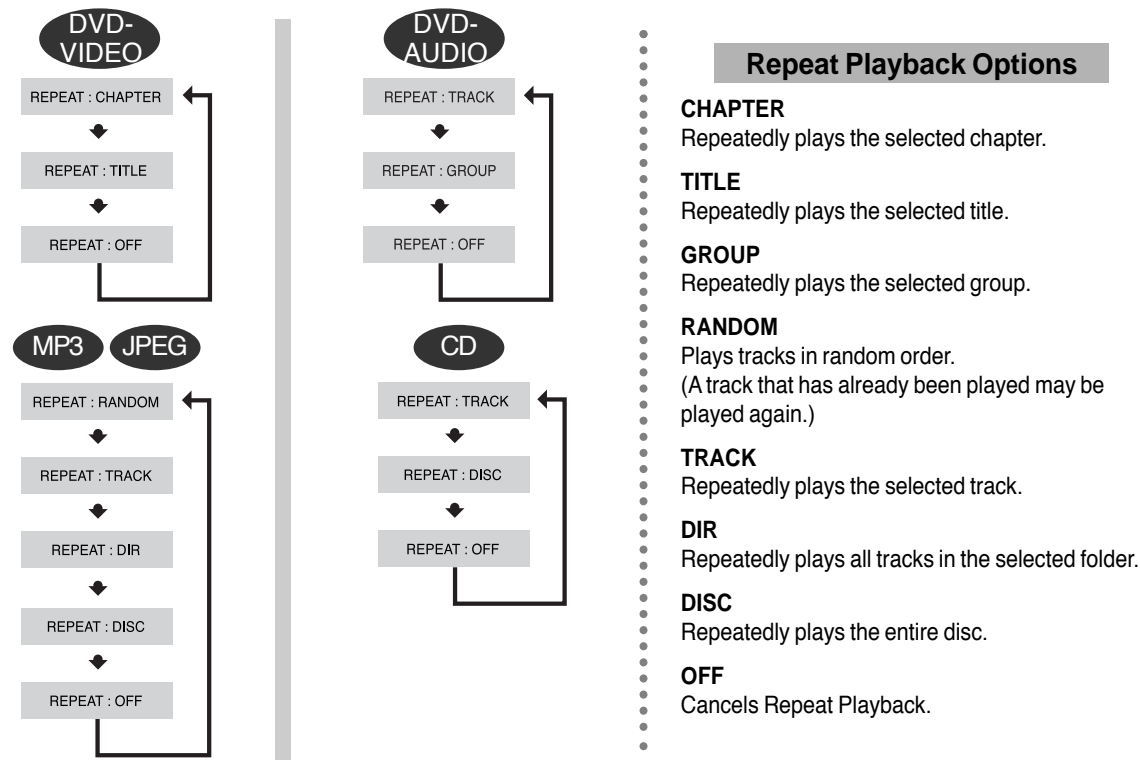 DVD-
VIDEO
REPEAT : CHAPTER
REPEAT : TITLE
REPEAT : OFF
MP3 JPEG
REPEAT : RANDOM
REPEAT : TRACK
REPEAT : DIR
REPEAT : DISC
REPEAT : OFF
DVD-
AUDIO
REPEAT : TRACK
REPEAT : GROUP
REPEAT : OFF
CD
REPEAT : TRACK
REPEAT : DISC
REPEAT : OFF
Repeat Playback Options
CHAPTER
Repeatedly plays the selected chapter.
TITLE
Repeatedly plays the selected title.
GROUP
Repeatedly plays the selected group.
RANDOM
Plays tracks in random order.
(A track that has already been played may be
played again.)
TRACK
Repeatedly plays the selected track.
DIR
Repeatedly plays all tracks in the selected folder.
DISC
Repeatedly plays the entire disc.
OFF
Cancels Repeat Playback.